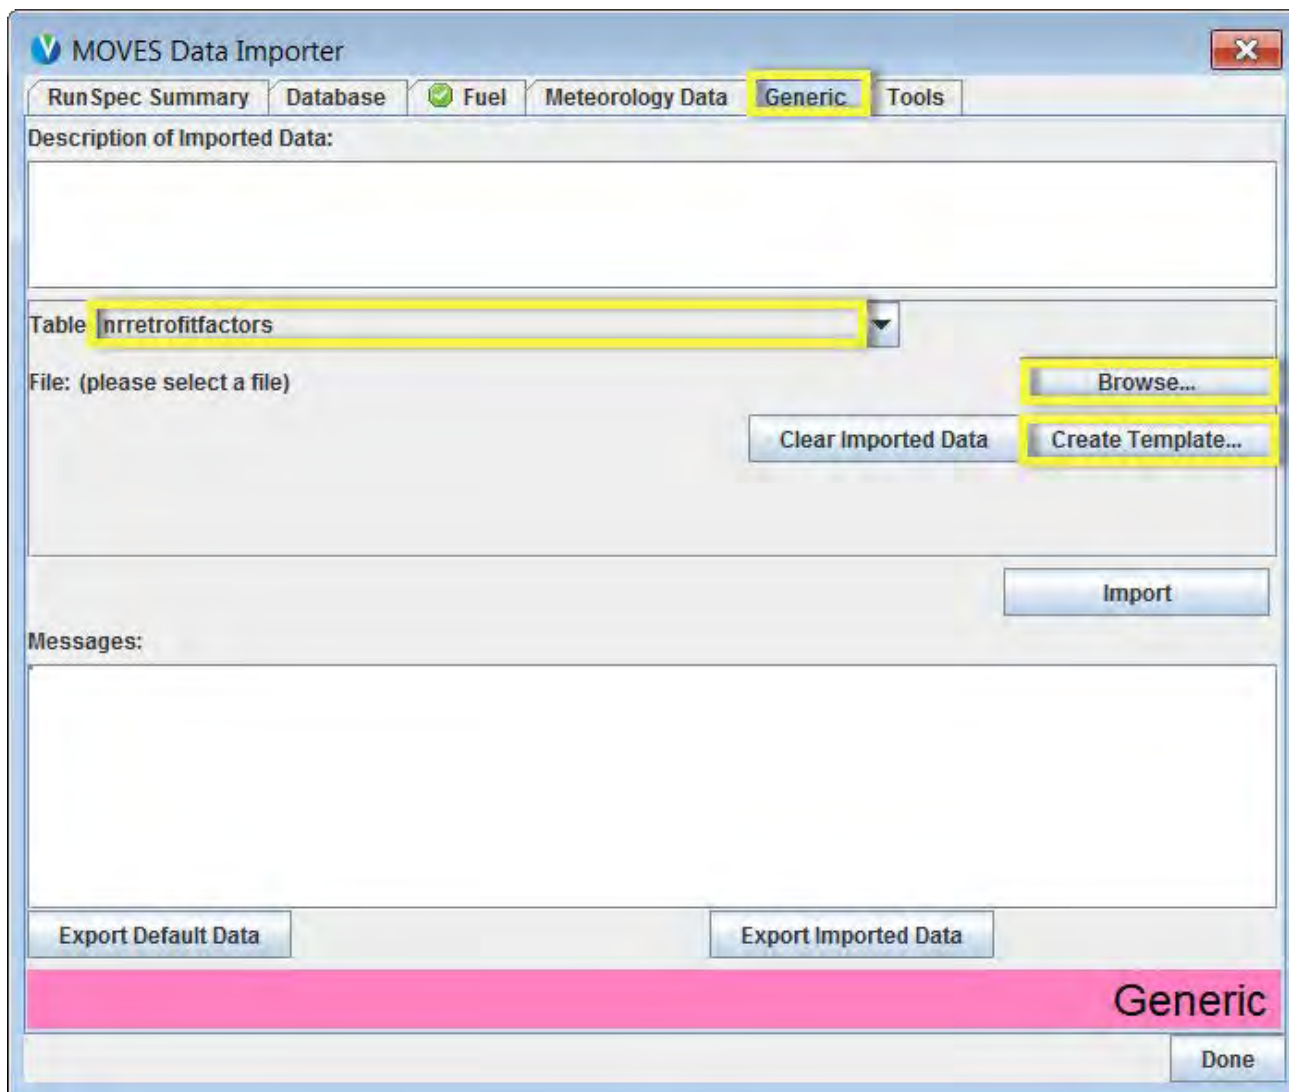 MOVES Data Importer
RunSpec Summary Database Fuel Meteorology Data Generic Tools
Description of Imported Data:
Table nrretrofitfactors
File: (please select a file) Browse...
Clear Imported Data Create Template...
Import
Messages:
Export Default Data Export Imported Data
Generic
Done